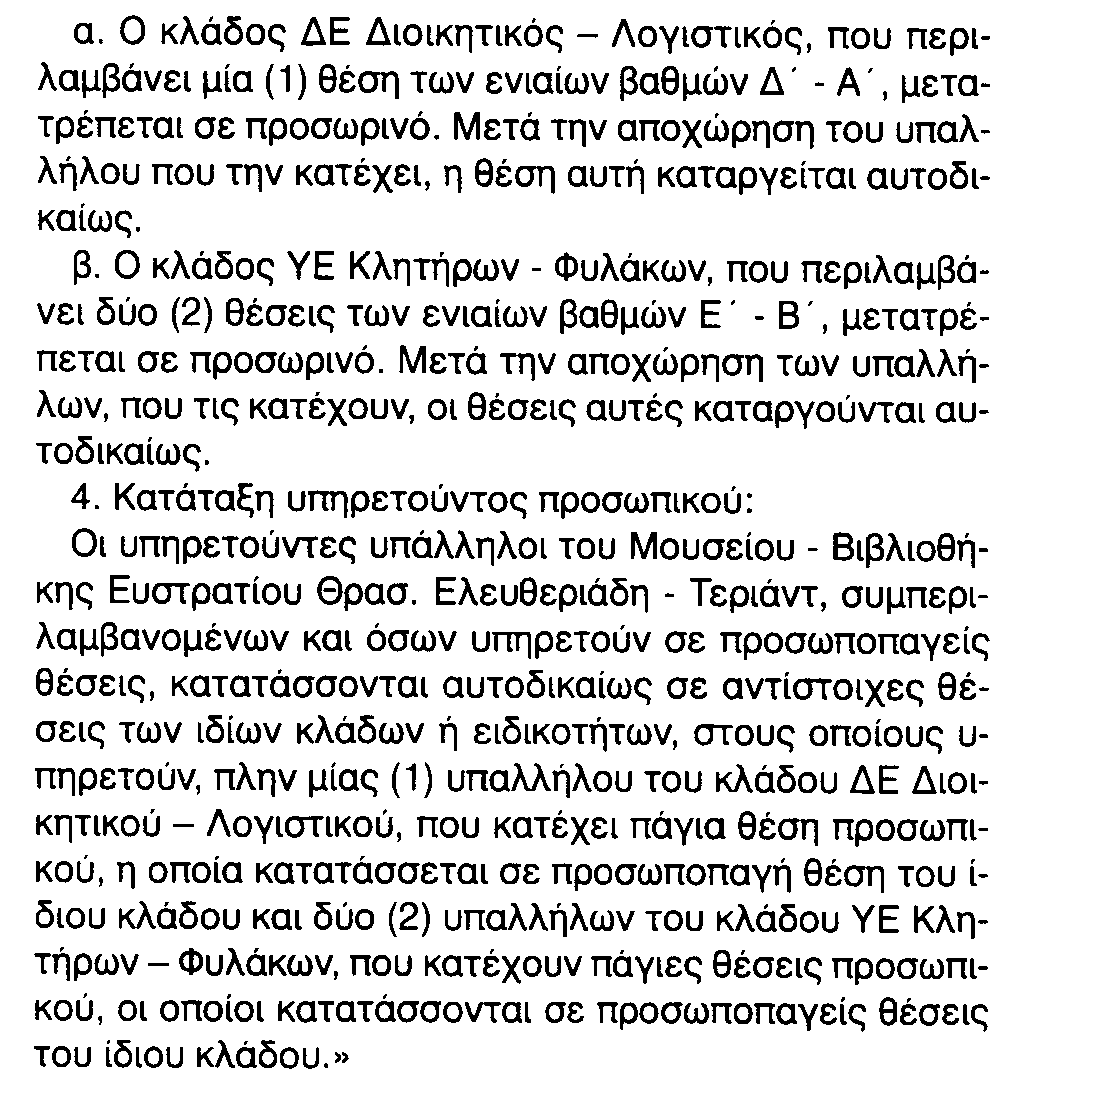 α. Ο κλάδος ΔΕ Διοικητικός – Λογιστικός, που περι-
λαμβάνει μία (1) θέση των ενιαίων βαθμών Δ΄ - Α΄, μετα-
τρέπεται σε προσωρινό. Μετά την αποχώρηση του υπαλ-
λήλου που την κατέχει, η θέση αυτή καταργείται αυτοδι-
καίως.
β. Ο κλάδος ΥΕ Κλητήρων - Φυλάκων, που περιλαμβά-
νει δύο (2) θέσεις των ενιαίων βαθμών Ε΄ - Β΄, μετατρέ-
πεται σε προσωρινό. Μετά την αποχώρηση των υπαλλή-
λων, που τις κατέχουν, οι θέσεις αυτές καταργούνται αυ-
τοδικαίως.
4. Κατάταξη υπηρετούντος προσωπικού:
Οι υπηρετούντες υπάλληλοι του Μουσείου - Βιβλιοθή-
κης Ευστρατίου Θρασ. Ελευθεριάδη - Τεριάντ, συμπερι-
λαμβανομένων και όσων υπηρετούν σε προσωποπαγείς
θέσεις, κατατάσσονται αυτοδικαίως σε αντίστοιχες θέ-
σεις των ιδίων κλάδων ή ειδικοτήτων, στους οποίους υ-
πηρετούν, πλην μίας (1) υπαλλήλου του κλάδου ΔΕ Διοι-
κητικού – Λογιστικού, που κατέχει πάγια θέση προσωπι-
κού, η οποία κατατάσσεται σε προσωποπαγή θέση του ί-
διου κλάδου και δύο (2) υπαλλήλων του κλάδου ΥΕ Κλη-
τήρων – Φυλάκων, που κατέχουν πάγιες θέσεις προσωπι-
κού, οι οποίοι κατατάσσονται σε προσωποπαγείς θέσεις
του ίδιου κλάδου.»